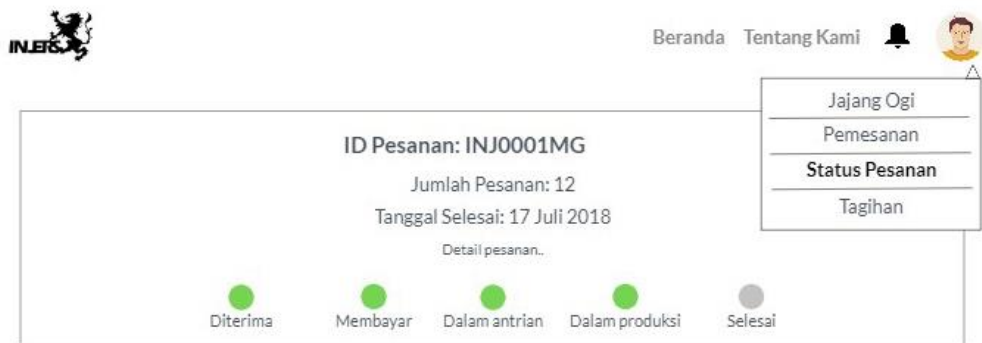 INJERS
Beranda Tentang Kami
Jajang Ogi
Pemesanan
Status Pesanan
Tagihan
ID Pesanan: INJ0001MG
Jumlah Pesanan: 12
Tanggal Selesai: 17 Juli 2018
Detail pesanan..
Diterima Membayar Dalam antrian Dalam produksi Selesai